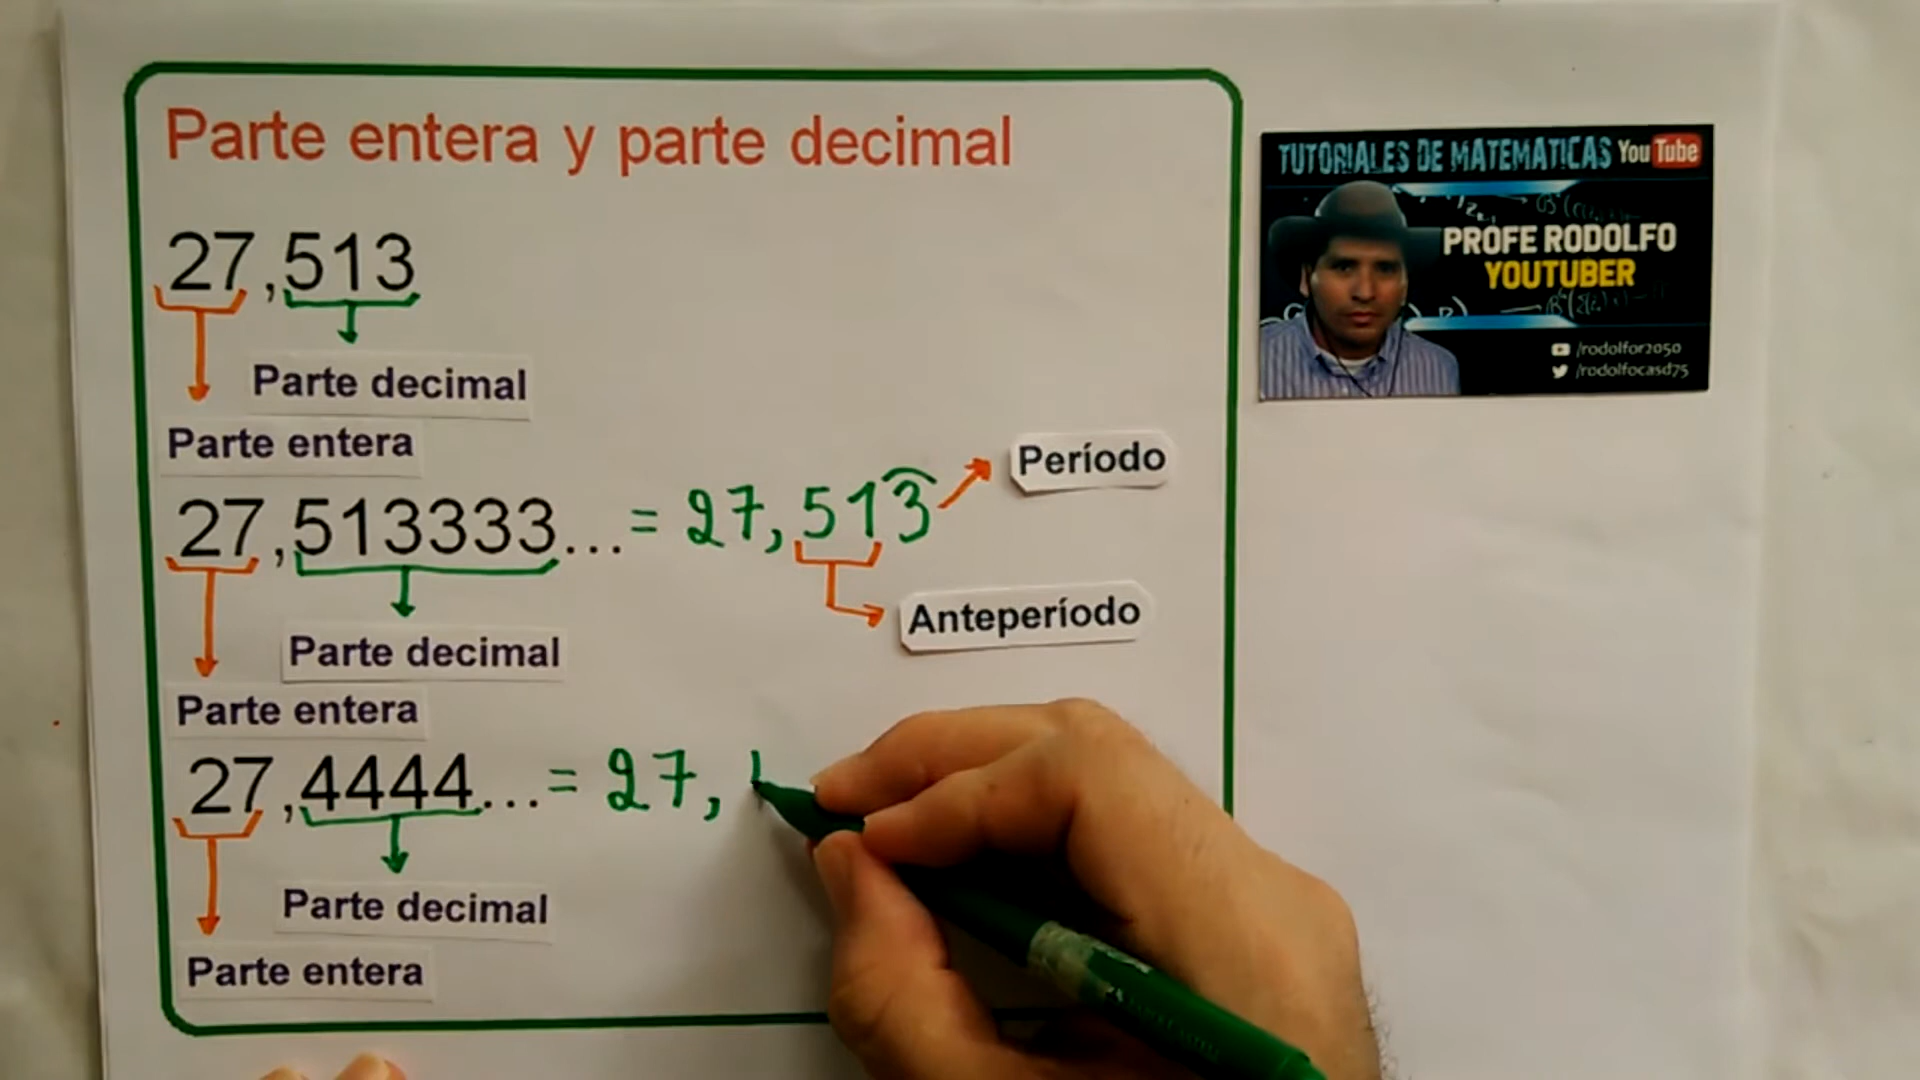 Parte entera y parte decimal
27,513
Parte decimal
Parte entera
27,513333... = 27,513
Período
Anteperíodo
Parte decimal
Parte entera
27,4444... = 27,
Parte decimal
Parte entera
TUTORIALES DE MATEMATICAS YouTube
PROFE RODOLFO
YOUTUBER
/rodolfor2050
/rodolfocasd75